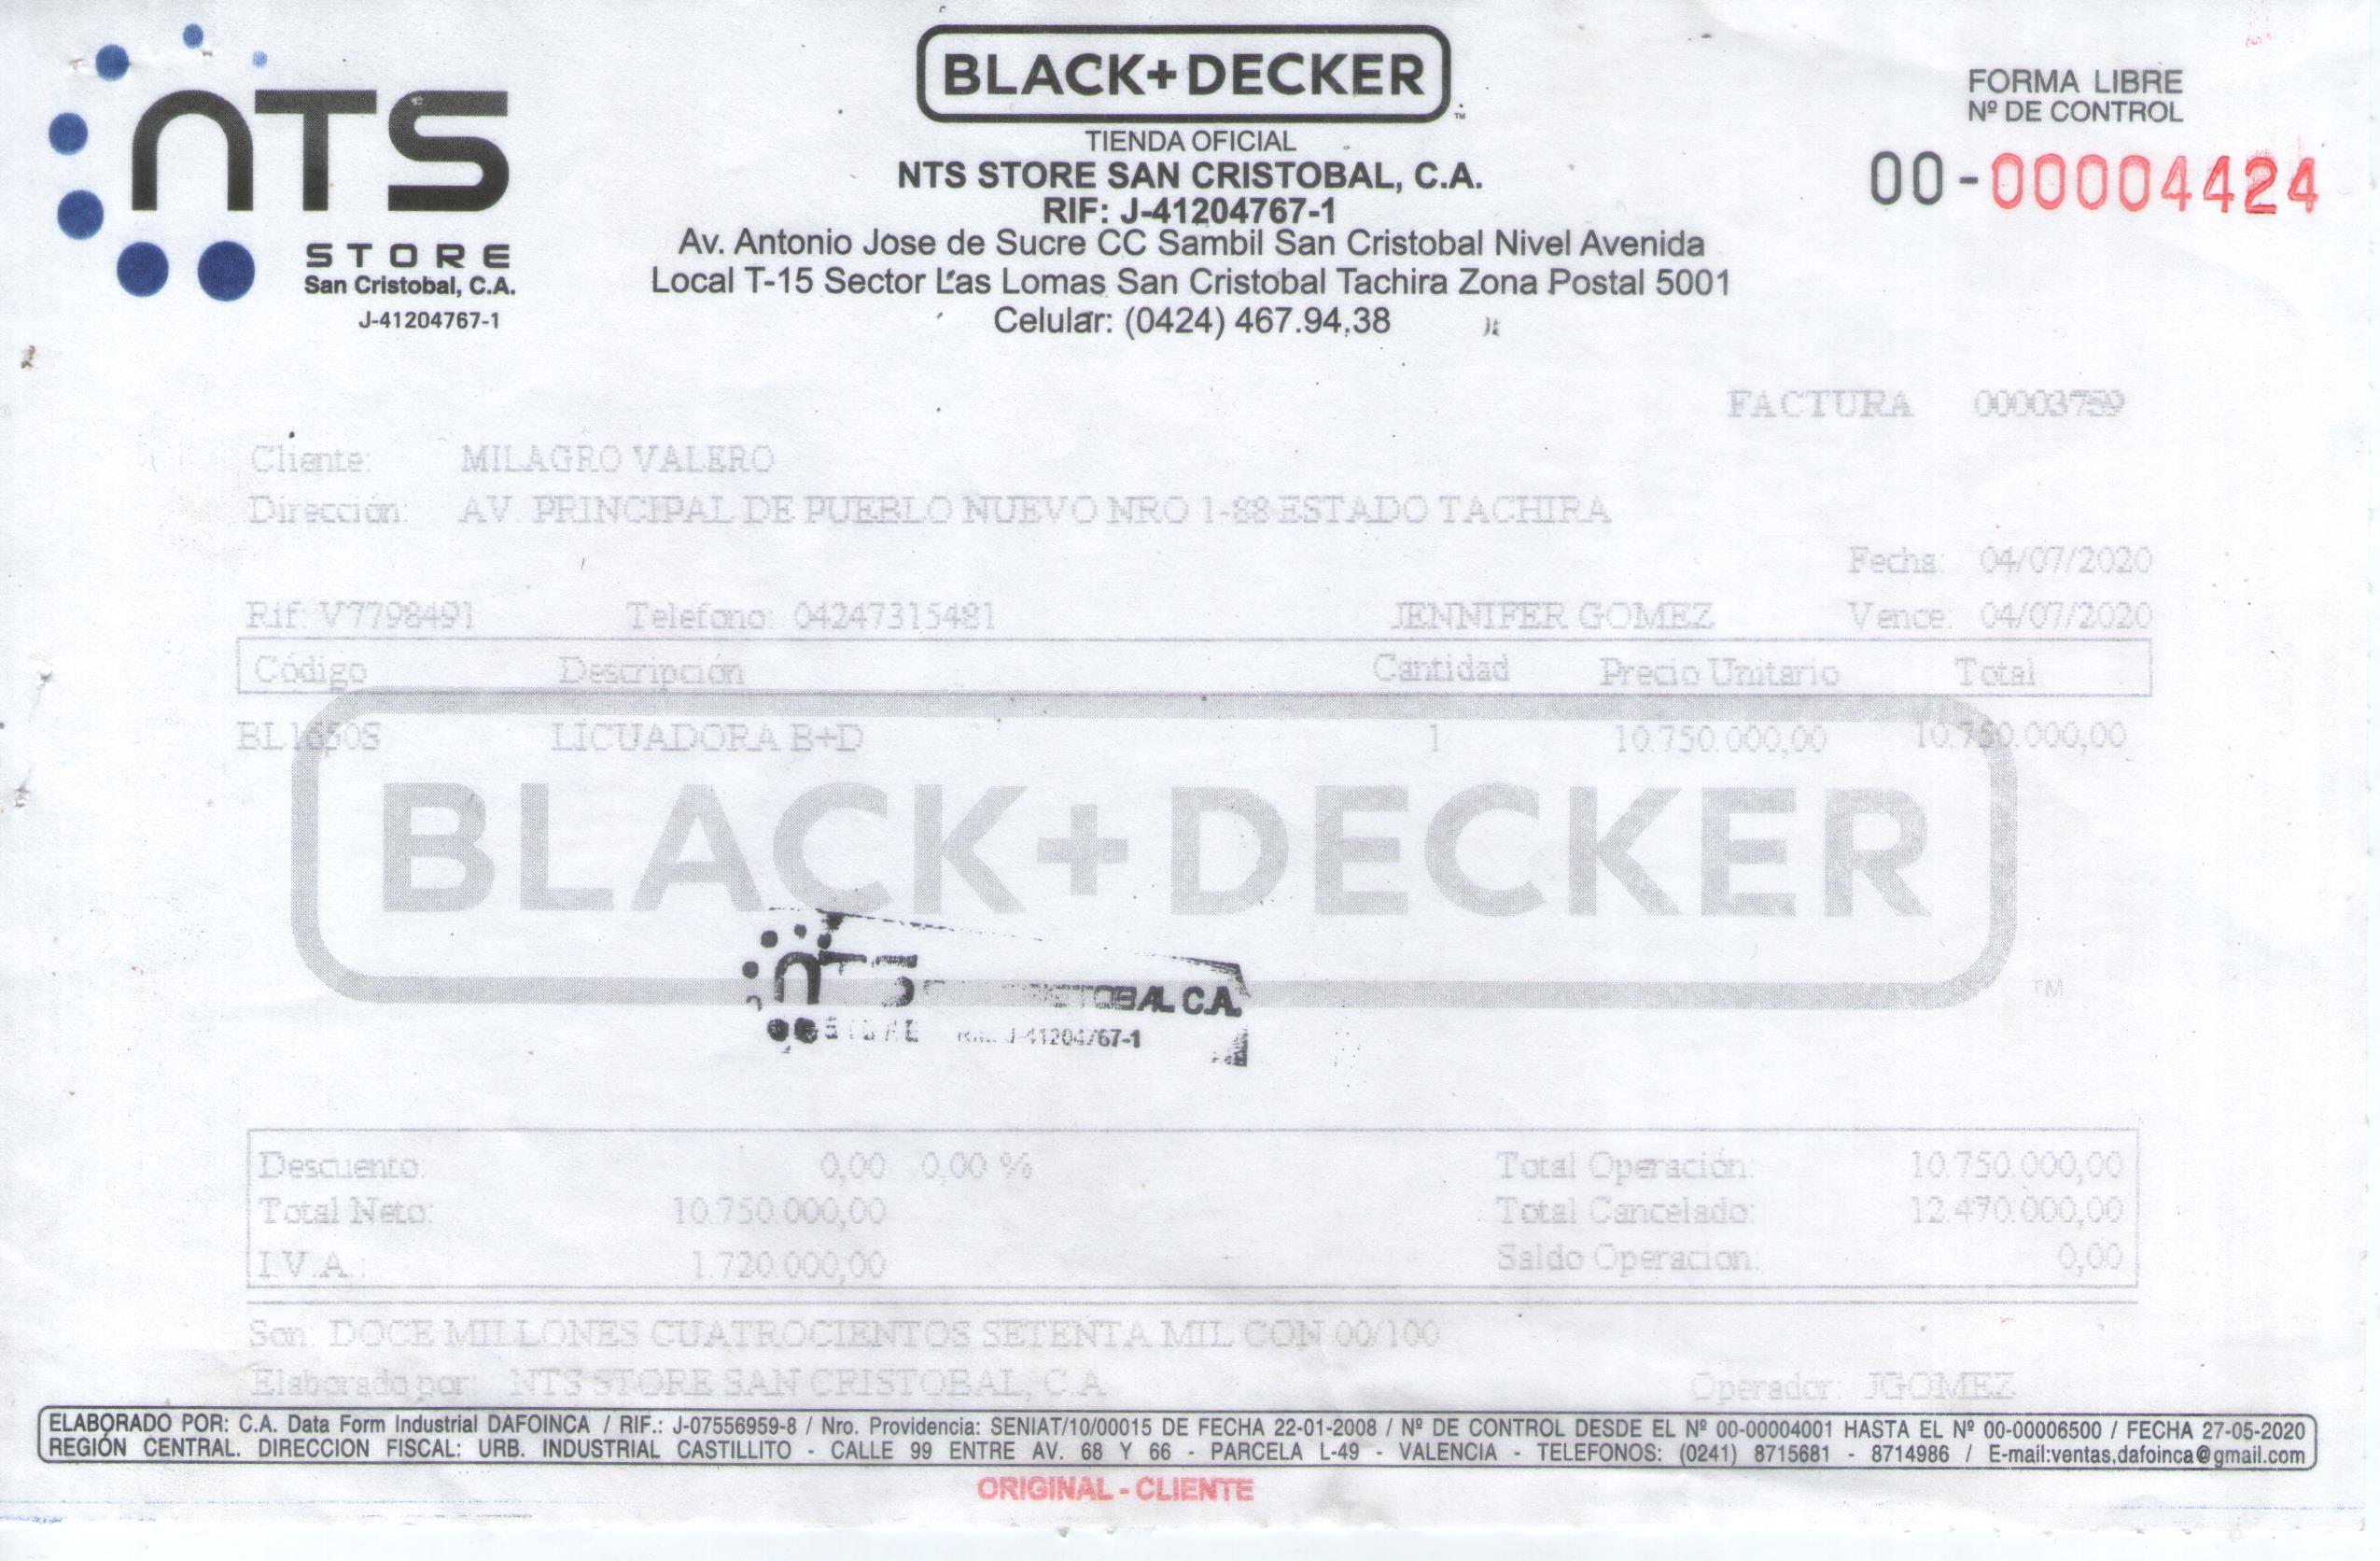 nTS
STORE
San Cristobal, C.A.
J-41204767-1
BLACK+DECKER
TIENDA OFICIAL
NTS STORE SAN CRISTOBAL, C.A.
RIF: J-41204767-1
Av. Antonio Jose de Sucre CC Sambil San Cristobal Nivel Avenida
Local T-15 Sector Las Lomas San Cristobal Tachira Zona Postal 5001
Celular: (0424) 467.94.38
FORMA LIBRE
Nº DE CONTROL
00-00004424
FACTURA 00003789
Cliente: MILAGRO VALERO
Dirección: AV. PRINCIPAL DE PUEBLO NUEVO NRO 1-88 ESTADO TACHIRA
Fecha: 04/07/2020
Rif: V7798491 Telefono: 04247315481 JENNIFER GOMEZ Vence: 04/07/2020
Código Descripción Cantidad Precio Unitario Total
BL1650S LICUADORA B+D 1 10.750.000,00 10.750.000,00
BLACK+DECKER
TM
nTS CRISTOBAL C.A.
STORE J-41204767-1
Descuento: 0,00 0,00 % Total Operación: 10.750.000,00
Total Neto: 10.750.000,00 Total Cancelado: 12.470.000,00
I.V.A.: 1.720.000,00 Saldo Operacion: 0,00
Son: DOCE MILLONES CUATROCIENTOS SETENTA MIL CON 00/100
Elaborado por: NTS STORE SAN CRISTOBAL, C.A Operador: JGOMEZ
ELABORADO POR: C.A. Data Form Industrial DAFOINCA / RIF.: J-07556959-8 / Nro. Providencia: SENIAT/10/00015 DE FECHA 22-01-2008 / Nº DE CONTROL DESDE EL Nº 00-00004001 HASTA EL Nº 00-00006500 / FECHA 27-05-2020
REGIÓN CENTRAL. DIRECCION FISCAL: URB. INDUSTRIAL CASTILLITO - CALLE 99 ENTRE AV. 68 Y 66 - PARCELA L-49 - VALENCIA - TELEFONOS: (0241) 8715681 - 8714986 / E-mail:ventas.dafoinca@gmail.com
ORIGINAL - CLIENTE